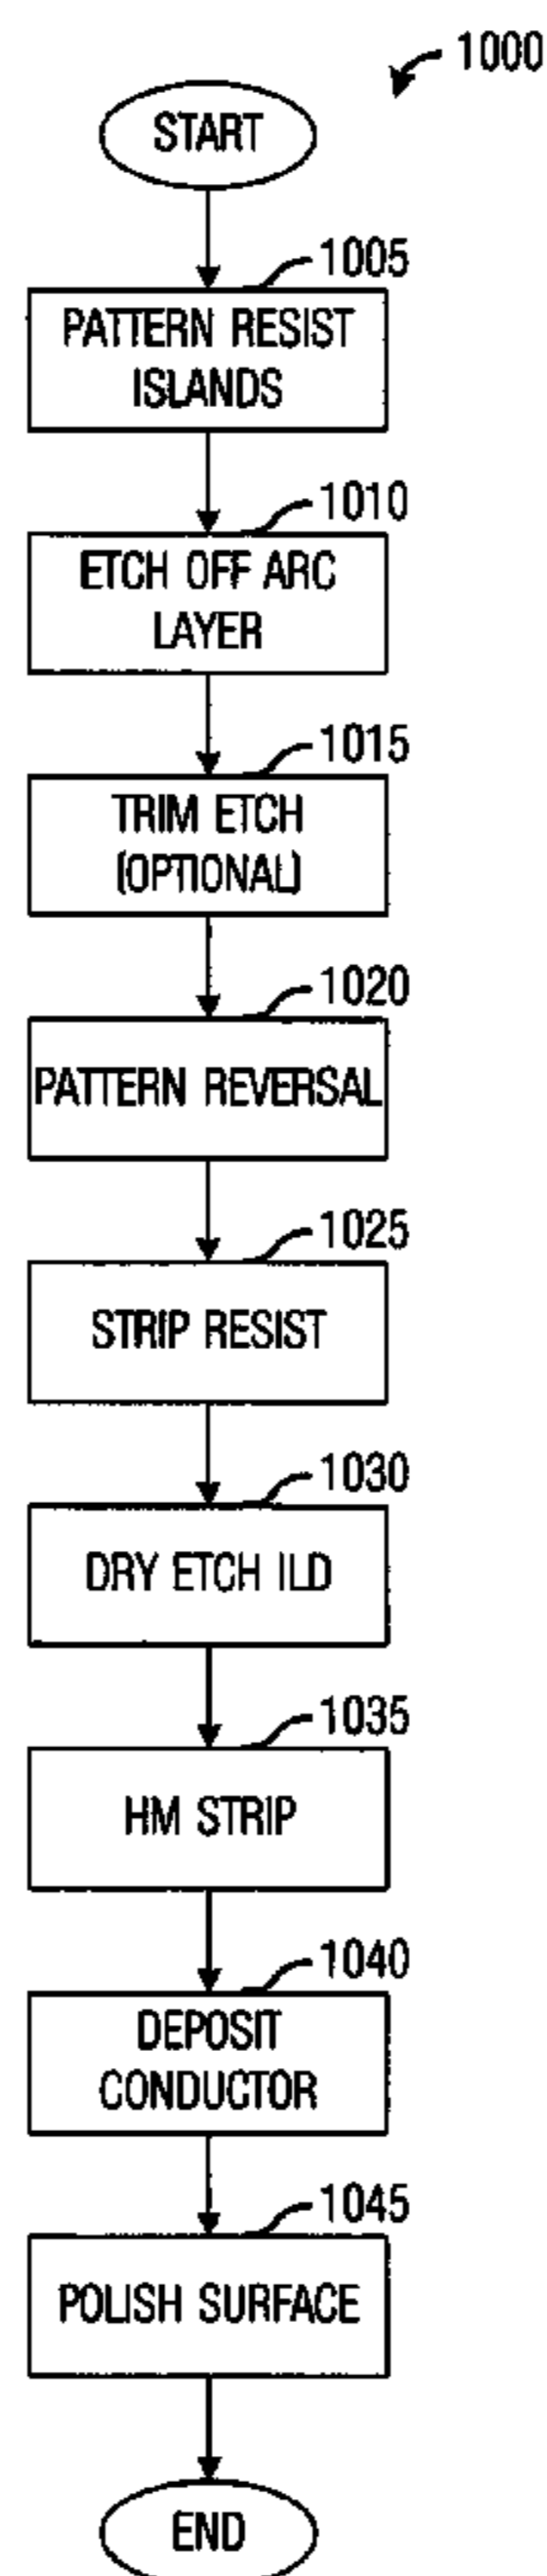 1000
START
1005
PATTERN RESIST
ISLANDS
1010
ETCH OFF ARC
LAYER
1015
TRIM ETCH
(OPTIONAL)
1020
PATTERN REVERSAL
1025
STRIP RESIST
1030
DRY ETCH ILD
1035
HM STRIP
1040
DEPOSIT
CONDUCTOR
1045
POLISH SURFACE
END